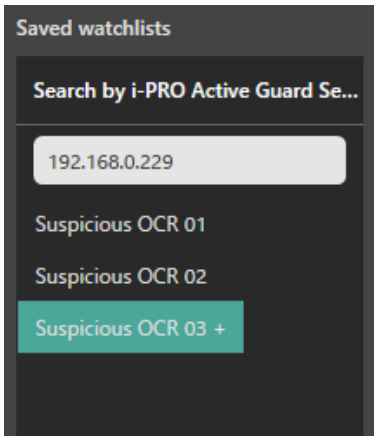 Saved watchlists
Search by i-PRO Active Guard Se...
192.168.0.229
Suspicious OCR 01
Suspicious OCR 02
Suspicious OCR 03 +